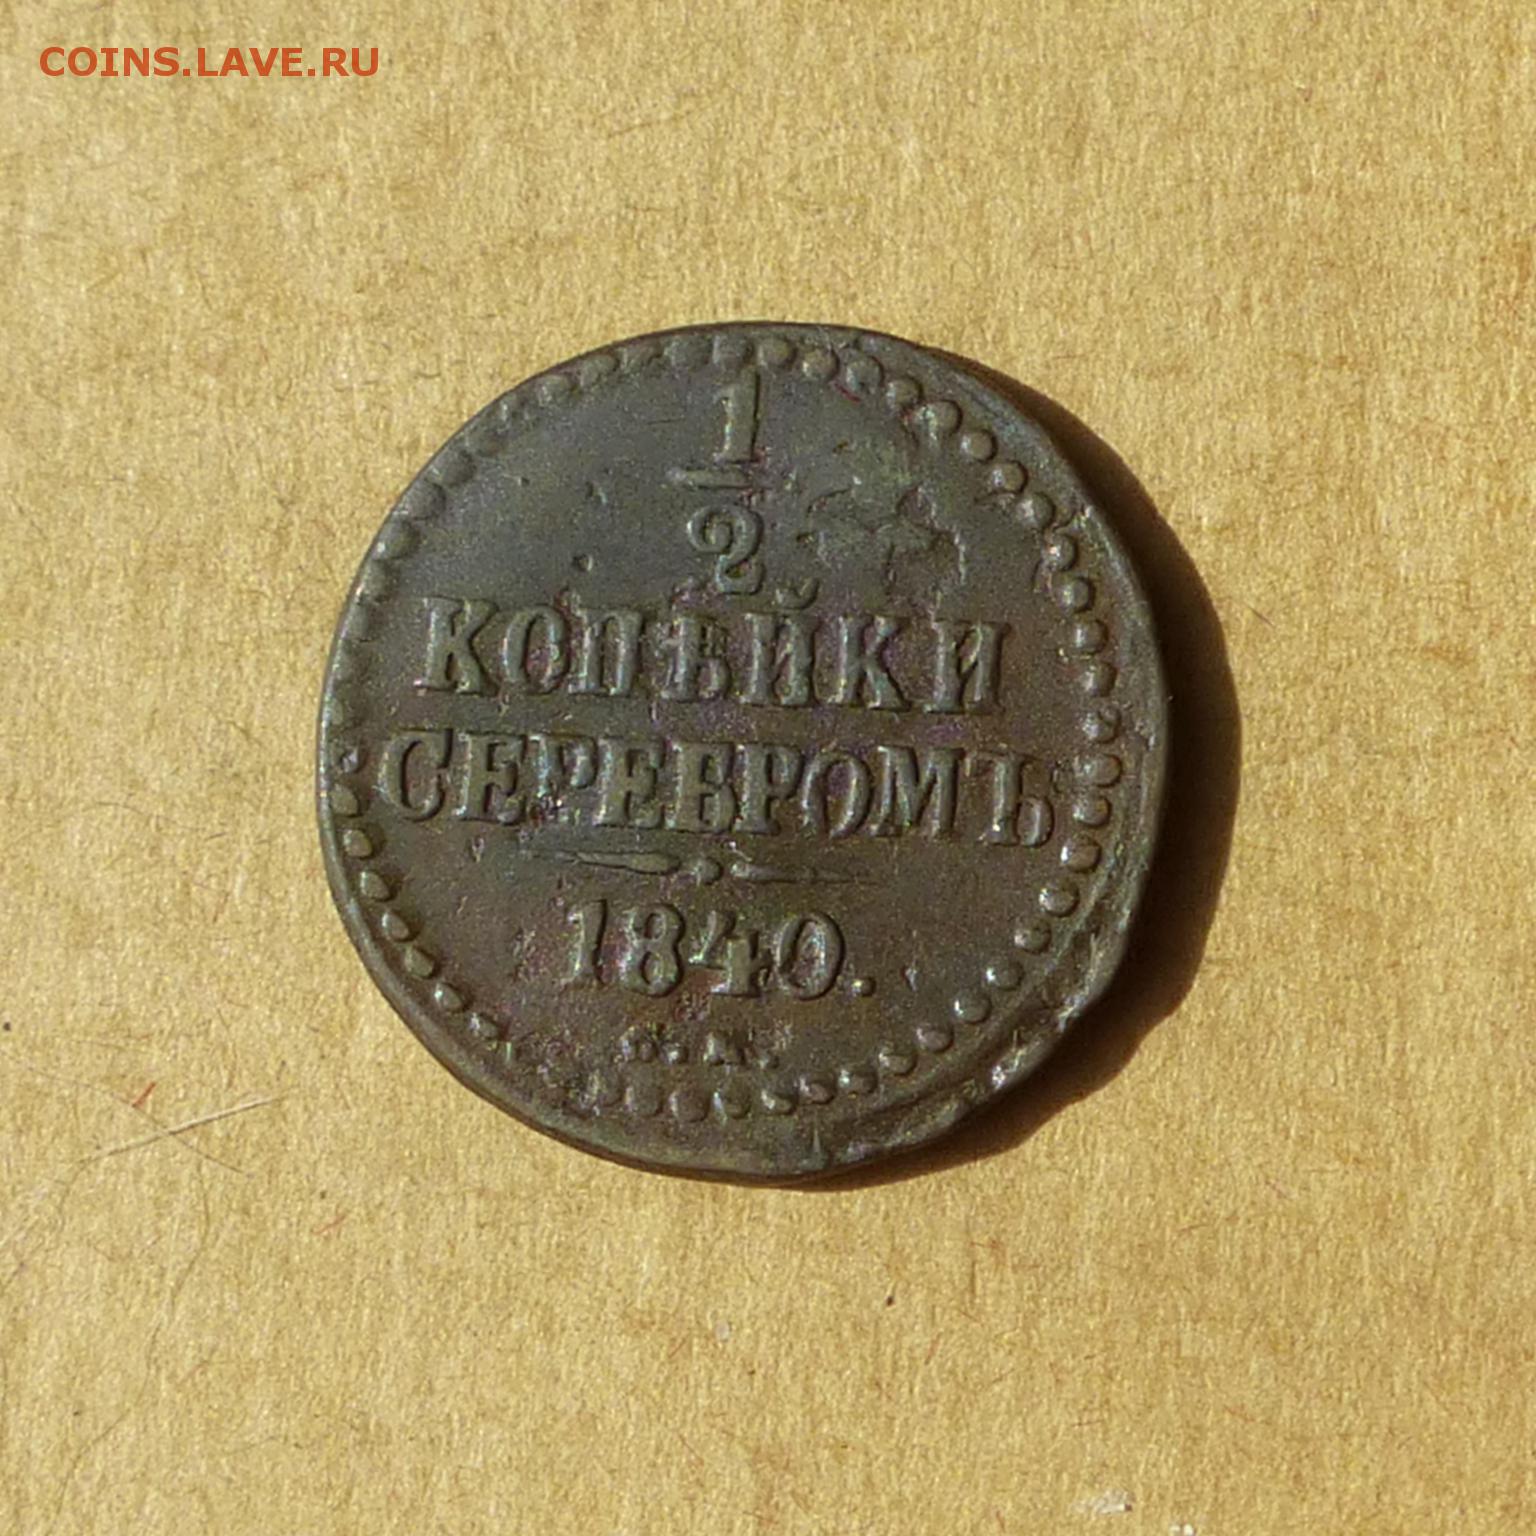 COINS.LAVE.RU
1
2
КОПѢЙКИ
СЕРЕБРОМЪ
1840.